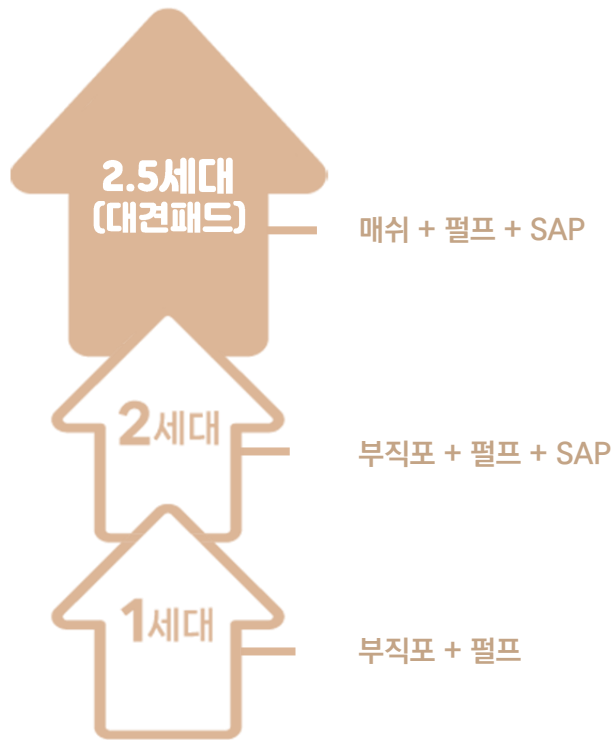 2.5세대
(대견패드)
매쉬 + 펄프 + SAP
2세대
부직포 + 펄프 + SAP
1세대
부직포 + 펄프